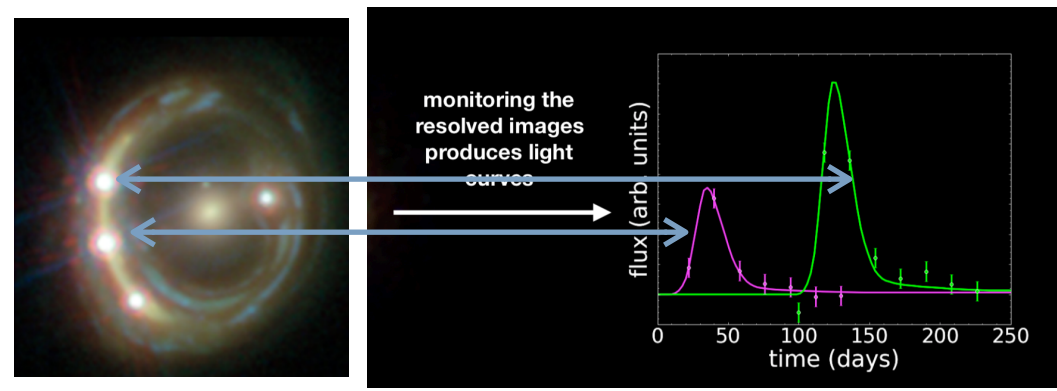 monitoring the
resolved images
produces light
curves
flux (arb. units)
0 50 100 150 200 250
time (days)